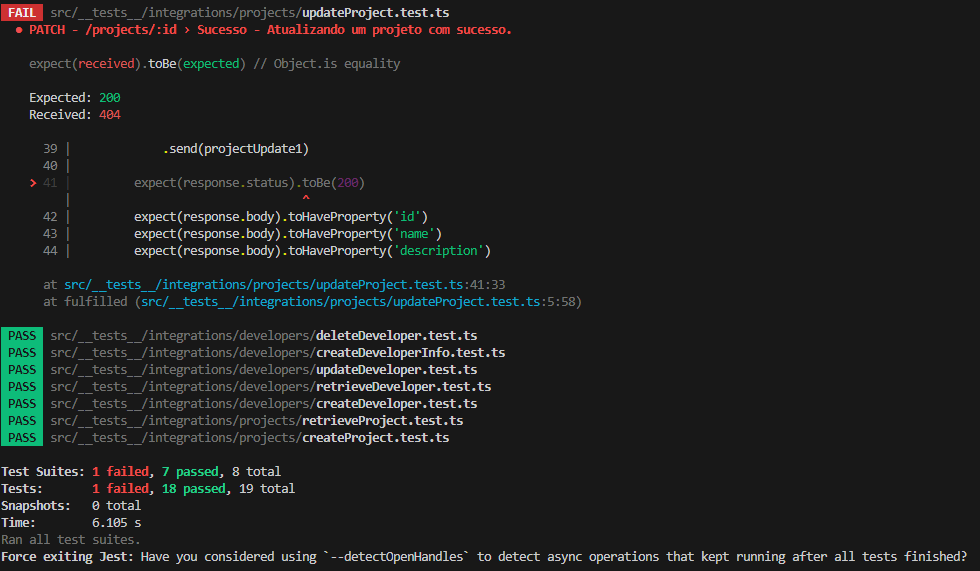 FAIL src/__tests__/integrations/projects/updateProject.test.ts
● PATCH - /projects/:id › Sucesso - Atualizando um projeto com sucesso.
expect(received).toBe(expected) // Object.is equality
Expected: 200
Received: 404
39 | .send(projectUpdate1)
40 |
> 41 | expect(response.status).toBe(200)
| ^
42 | expect(response.body).toHaveProperty('id')
43 | expect(response.body).toHaveProperty('name')
44 | expect(response.body).toHaveProperty('description')
at src/__tests__/integrations/projects/updateProject.test.ts:41:33
at fulfilled (src/__tests__/integrations/projects/updateProject.test.ts:5:58)
PASS src/__tests__/integrations/developers/deleteDeveloper.test.ts
PASS src/__tests__/integrations/developers/createDeveloperInfo.test.ts
PASS src/__tests__/integrations/developers/updateDeveloper.test.ts
PASS src/__tests__/integrations/developers/retrieveDeveloper.test.ts
PASS src/__tests__/integrations/developers/createDeveloper.test.ts
PASS src/__tests__/integrations/projects/retrieveProject.test.ts
PASS src/__tests__/integrations/projects/createProject.test.ts
Test Suites: 1 failed, 7 passed, 8 total
Tests: 1 failed, 18 passed, 19 total
Snapshots: 0 total
Time: 6.105 s
Ran all test suites.
Force exiting Jest: Have you considered using `--detectOpenHandles` to detect async operations that kept running after all tests finished?